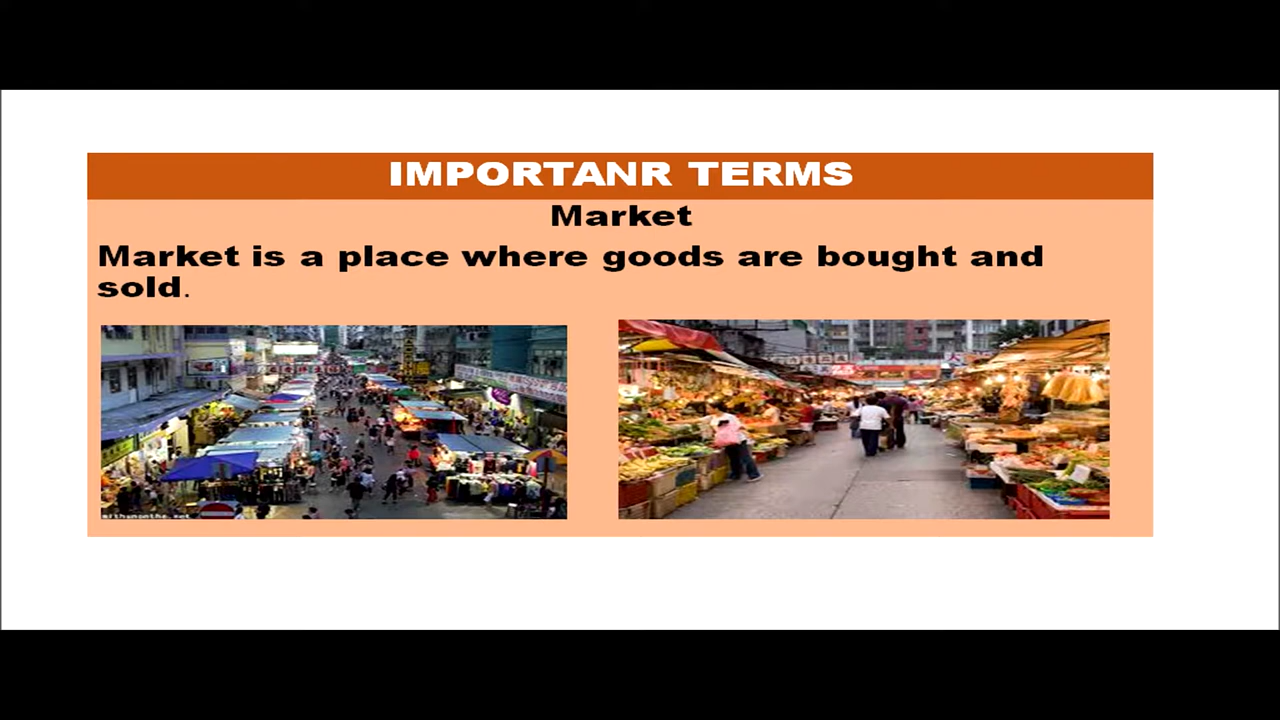 IMPORTANR TERMS
Market
Market is a place where goods are bought and
sold.